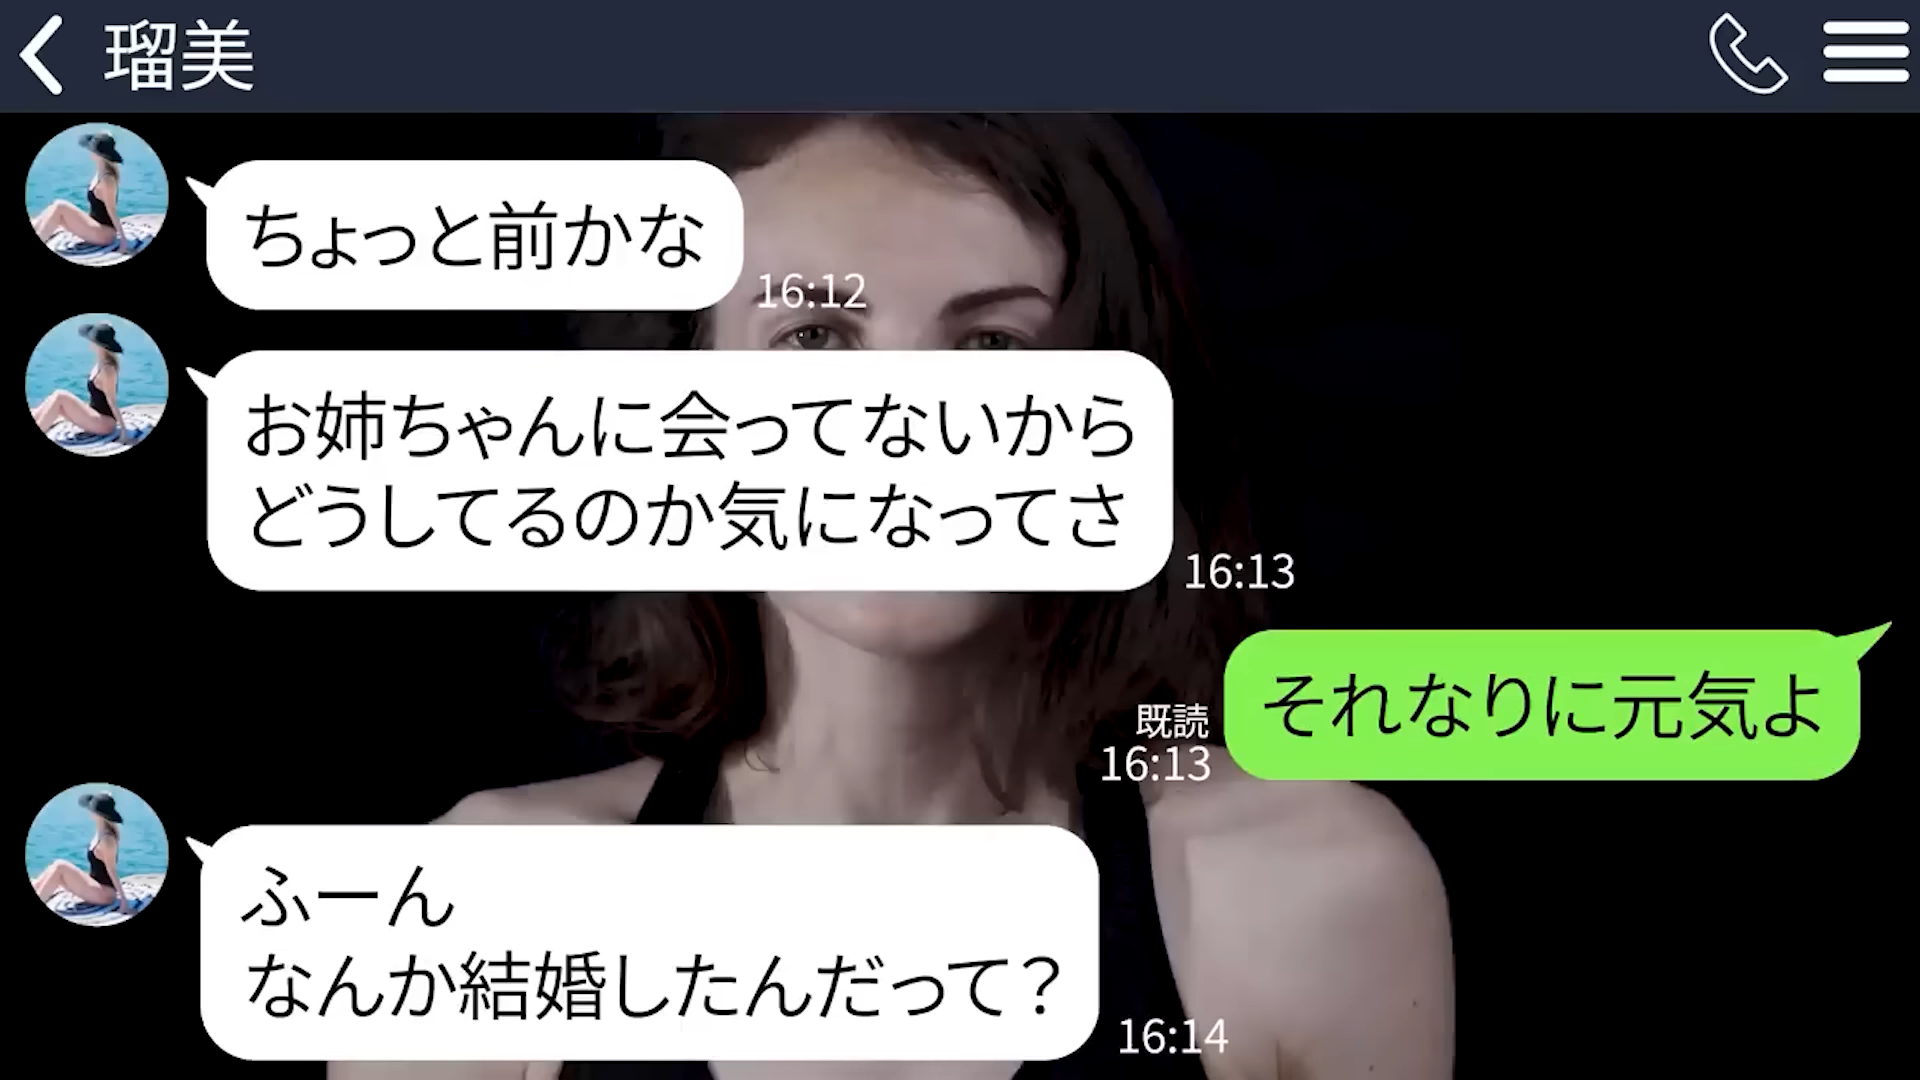 瑠美
ちょっと前かな
16:12
お姉ちゃんに会ってないから
どうしてるのか気になってさ
16:13
それなりに元気よ
既読
16:13
ふーん
なんか結婚したんだって？
16:14